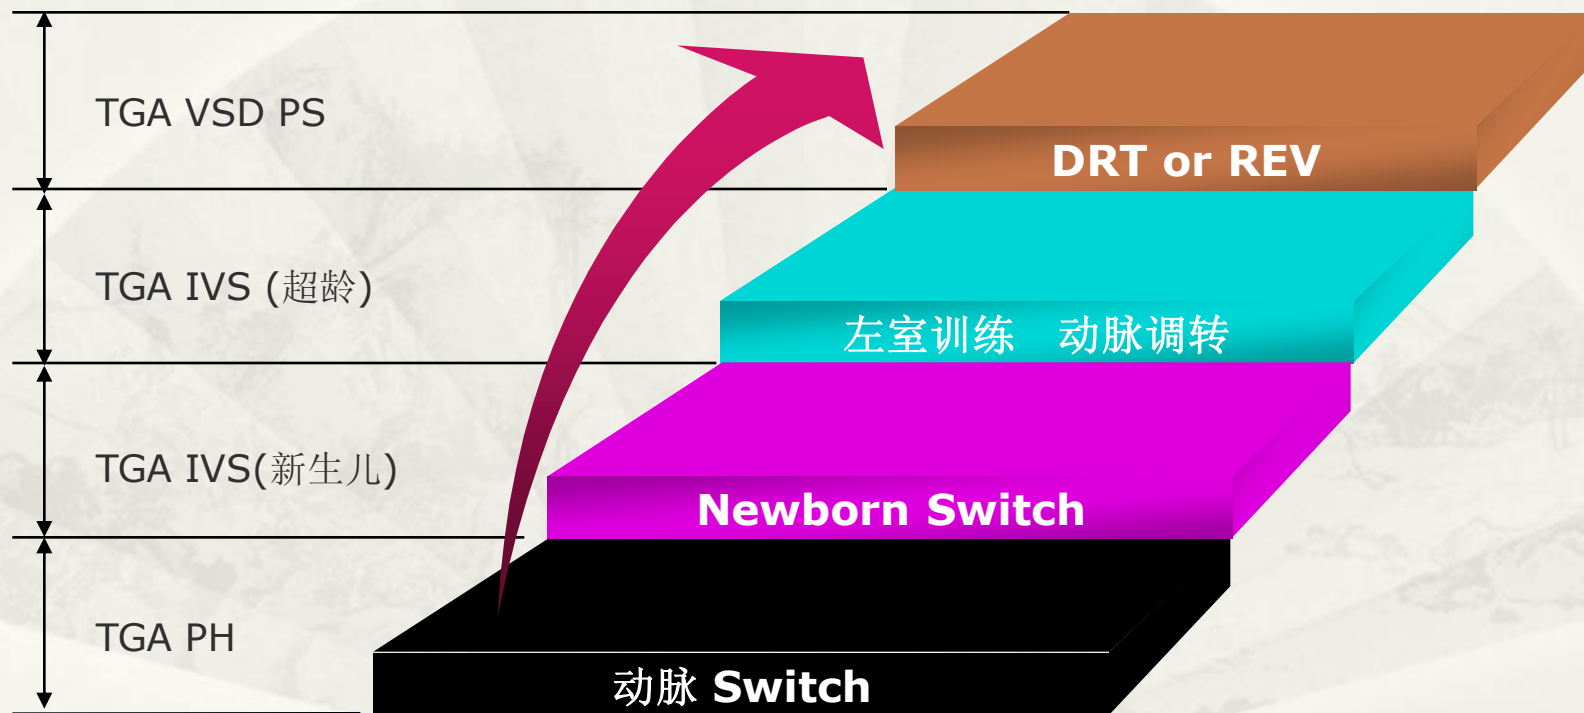 TGA VSD PS
DRT or REV
TGA IVS (超龄)
左室训练 动脉调转
TGA IVS(新生儿)
Newborn Switch
TGA PH
动脉 Switch